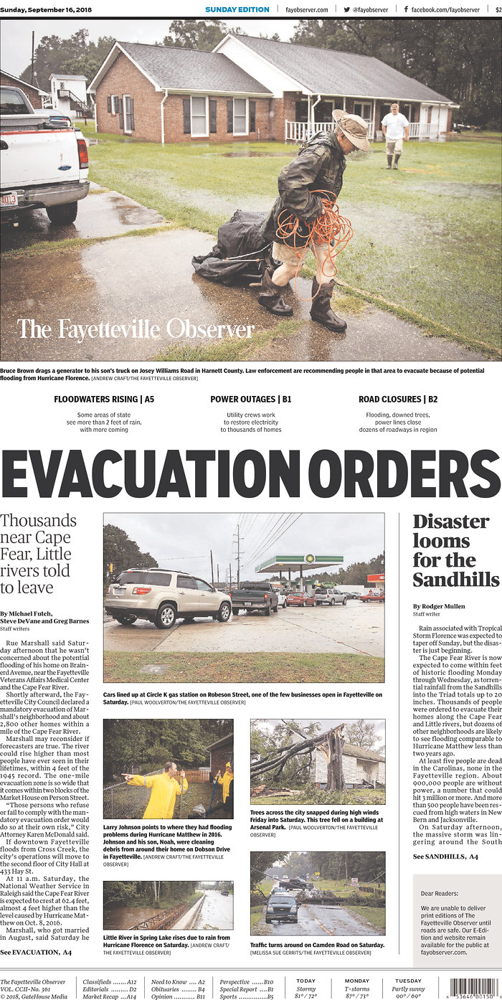 Sunday, September 16, 2018
SUNDAY EDITION
fayobserver.com
@fayobserver
facebook.com/fayobserver
$2
4013
Ford
The Fayetteville Observer
Bruce Brown drags a generator to his son's truck on Josey Williams Road in Harnett County. Law enforcement are recommending people in that area to evacuate because of potential
flooding from Hurricane Florence. [ANDREW CRAFT/THE FAYETTEVILLE OBSERVER]
FLOODWATERS RISING | A5
Some areas of state
see more than 2 feet of rain,
with more coming
POWER OUTAGES | B1
Utility crews work
to restore electricity
to thousands of homes
ROAD CLOSURES | B2
Flooding, downed trees,
power lines close
dozens of roadways in region
EVACUATION ORDERS
Thousands
near Cape
Fear, Little
rivers told
to leave
By Michael Futch,
Steve DeVane and Greg Barnes
Staff writers
Rue Marshall said Satur-
day afternoon that he wasn't
concerned about the potential
flooding of his home on Brain-
erd Avenue, near the Fayetteville
Veterans Affairs Medical Center
and the Cape Fear River.
Shortly afterward, the Fay-
etteville City Council declared a
mandatory evacuation of Mar-
shall's neighborhood and about
2,800 other homes within a
mile of the Cape Fear River.
Marshall may reconsider if
forecasters are true. The river
could rise higher than most
people have ever seen in their
lifetimes, within 4 feet of the
1945 record. The one-mile
evacuation zone is so wide that
it comes within two blocks of the
Market House on Person Street.
"Those persons who refuse
or fail to comply with the man-
datory evacuation order would
do so at their own risk," City
Attorney Karen McDonald said.
If downtown Fayetteville
floods from Cross Creek, the
city's operations will move to
the second floor of City Hall at
433 Hay St.
At 11 a.m. Saturday, the
National Weather Service in
Raleigh said the Cape Fear River
is expected to crest at 62.4 feet,
almost 4 feet higher than the
level caused by Hurricane Mat-
thew on Oct. 8, 2016.
Marshall, who got married
in August, said Saturday he
See EVACUATION, A4
Cars lined up at Circle K gas station on Robeson Street, one of the few businesses open in Fayetteville on
Saturday. [PAUL WOOLVERTON/THE FAYETTEVILLE OBSERVER]
Larry Johnson points to where they had flooding
problems during Hurricane Matthew in 2016.
Johnson and his son, Noah, were cleaning
debris from around their home on Dobson Drive
in Fayetteville. [ANDREW CRAFT/THE FAYETTEVILLE
OBSERVER]
Little River in Spring Lake rises due to rain from
Hurricane Florence on Saturday. [ANDREW CRAFT/
THE FAYETTEVILLE OBSERVER]
Trees across the city snapped during high winds
Friday into Saturday. This tree fell on a building at
Arsenal Park. [PAUL WOOLVERTON/THE FAYETTEVILLE
OBSERVER]
Traffic turns around on Camden Road on Saturday.
[MELISSA SUE GERRITS/THE FAYETTEVILLE OBSERVER]
Disaster
looms
for the
Sandhills
By Rodger Mullen
Staff writer
Rain associated with Tropical
Storm Florence was expected to
taper off Sunday, but the disas-
ter is just beginning.
The Cape Fear River is now
expected to come within feet
of historic flooding Monday
through Wednesday, as torren-
tial rainfall from the Sandhills
into the Triad totals up to 20
inches. Thousands of people
were ordered to evacuate their
homes along the Cape Fear
and Little rivers, but dozens of
other neighborhoods are likely
to see flooding comparable to
Hurricane Matthew less than
two years ago.
At least five people are dead
in the Carolinas, none in the
Fayetteville region. About
900,000 people are without
power, a number that could
hit 3 million or more. And more
than 500 people have been res-
cued from high waters in New
Bern and Jacksonville.
On Saturday afternoon,
the massive storm was lin-
gering around the South
See SANDHILLS, A4
Dear Readers:
We are unable to deliver
print editions of The
Fayetteville Observer until
roads are safe. Our E-Edi-
tion and website remain
available for the public at
fayobserver.com.
The Fayetteville Observer
VOL. CCII-No. 361
© 2018, GateHouse Media
Classifieds ....... A12
Editorials ........ D2
Market Recap ... A14
Need to Know .. A2
Obituaries ....... B4
Opinion .......... B11
Perspective ..... B10
Special Report ... B1
Sports .............. B5
TODAY
Stormy
81° / 72°
MONDAY
T-storms
87° / 73°
TUESDAY
Partly sunny
90° / 69°
6 53646 00150